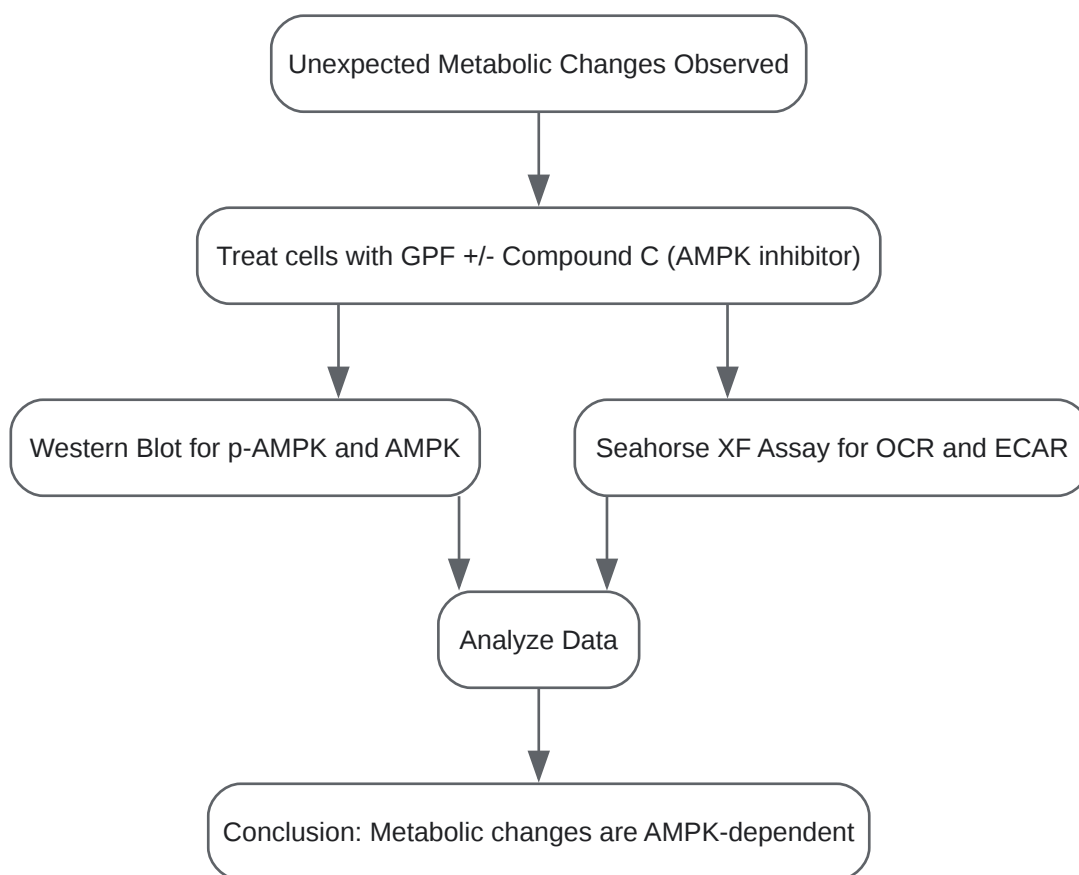 Unexpected Metabolic Changes Observed
Treat cells with GPF +/- Compound C (AMPK inhibitor)
Western Blot for p-AMPK and AMPK
Seahorse XF Assay for OCR and ECAR
Analyze Data
Conclusion: Metabolic changes are AMPK-dependent